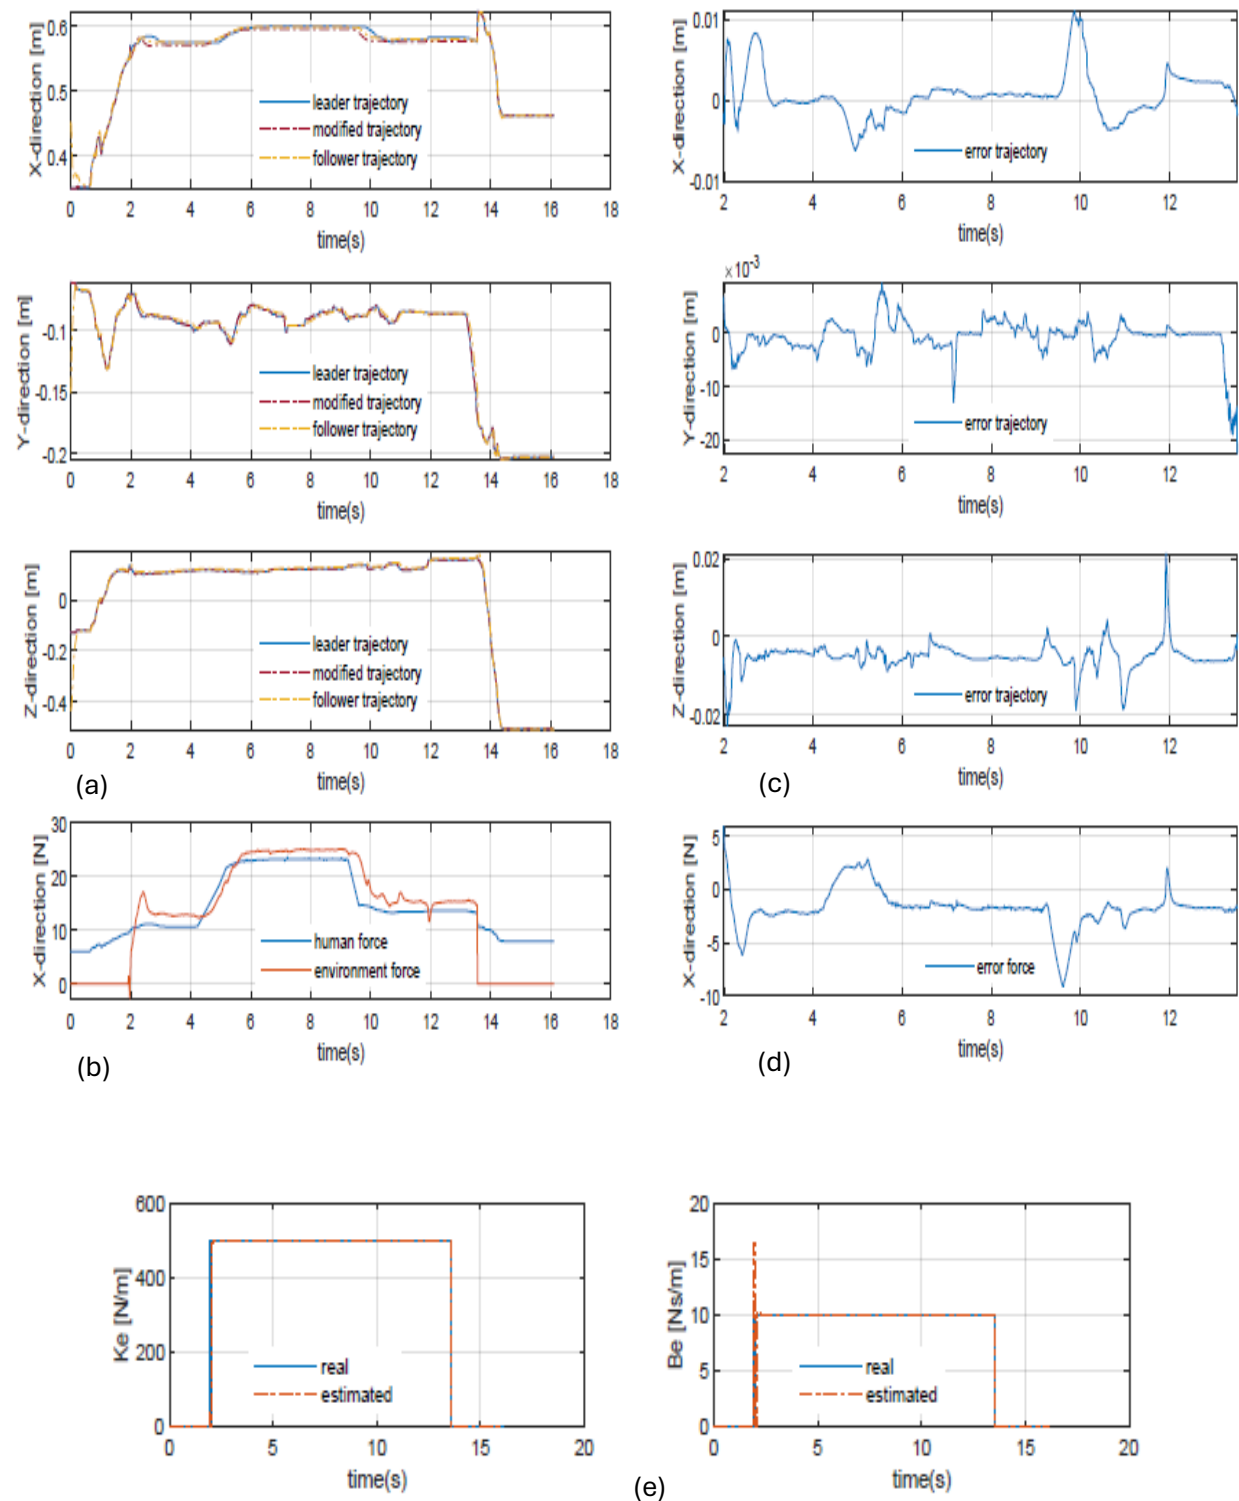 0.6
0.5
0.4
X-direction [m]
leader trajectory
modified trajectory
follower trajectory
0 2 4 6 8 10 12 14 16 18
time(s)
-0.1
-0.15
-0.2
Y-direction [m]
leader trajectory
modified trajectory
follower trajectory
0 2 4 6 8 10 12 14 16 18
time(s)
0
-0.2
-0.4
Z-direction [m]
leader trajectory
modified trajectory
follower trajectory
0 2 4 6 8 10 12 14 16 18
time(s)
(a)
30
20
10
0
X-direction [N]
human force
environment force
0 2 4 6 8 10 12 14 16 18
time(s)
(b)
0.01
0
-0.01
X-direction [m]
error trajectory
2 4 6 8 10 12
time(s)
×10-3
0
-10
-20
Y-direction [m]
error trajectory
2 4 6 8 10 12
time(s)
0.02
0
-0.02
Z-direction [m]
error trajectory
2 4 6 8 10 12
time(s)
(c)
5
0
-5
-10
X-direction [N]
error force
2 4 6 8 10 12
time(s)
(d)
600
400
200
0
Ke [N/m]
real
estimated
0 5 10 15 20
time(s)
20
15
10
5
0
Be [Ns/m]
real
estimated
0 5 10 15 20
time(s)
(e)